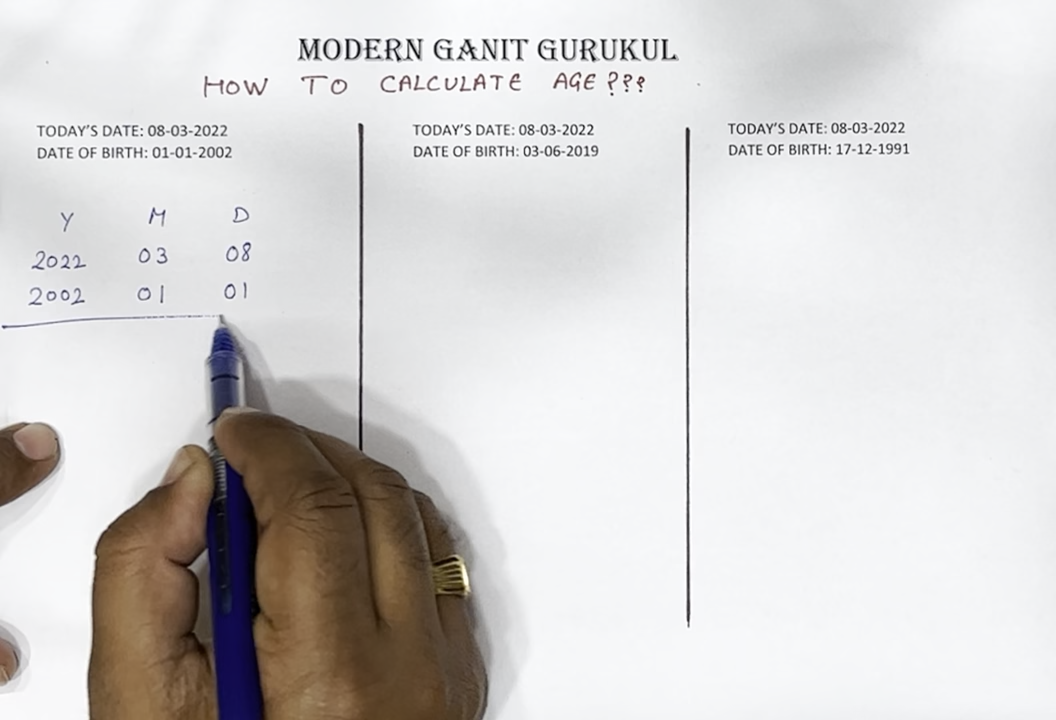 MODERN GANIT GURUKUL
HOW TO CALCULATE AGE???
TODAY'S DATE: 08-03-2022
DATE OF BIRTH: 01-01-2002
Y M D
2022 03 08
2002 01 01
TODAY'S DATE: 08-03-2022
DATE OF BIRTH: 03-06-2019
TODAY'S DATE: 08-03-2022
DATE OF BIRTH: 17-12-1991